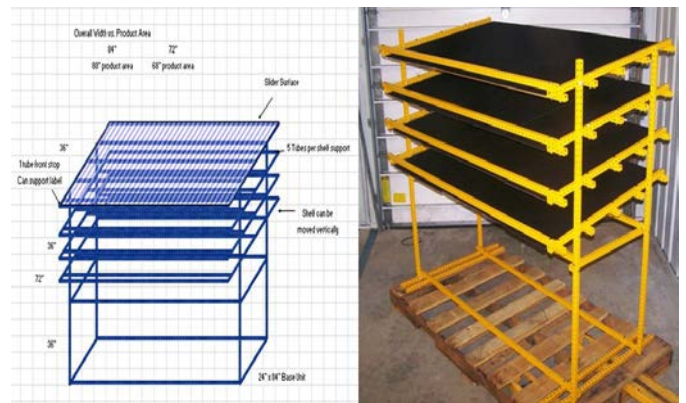 Overall Width vs. Product Area
84" 72"
80" product area 68" product area
Slider Surface
36"
5 Tubes per shelf support
1 tube front stop
Can support label
Shelf can be
moved vertically
36"
72"
36"
24" x 84" Base Unit